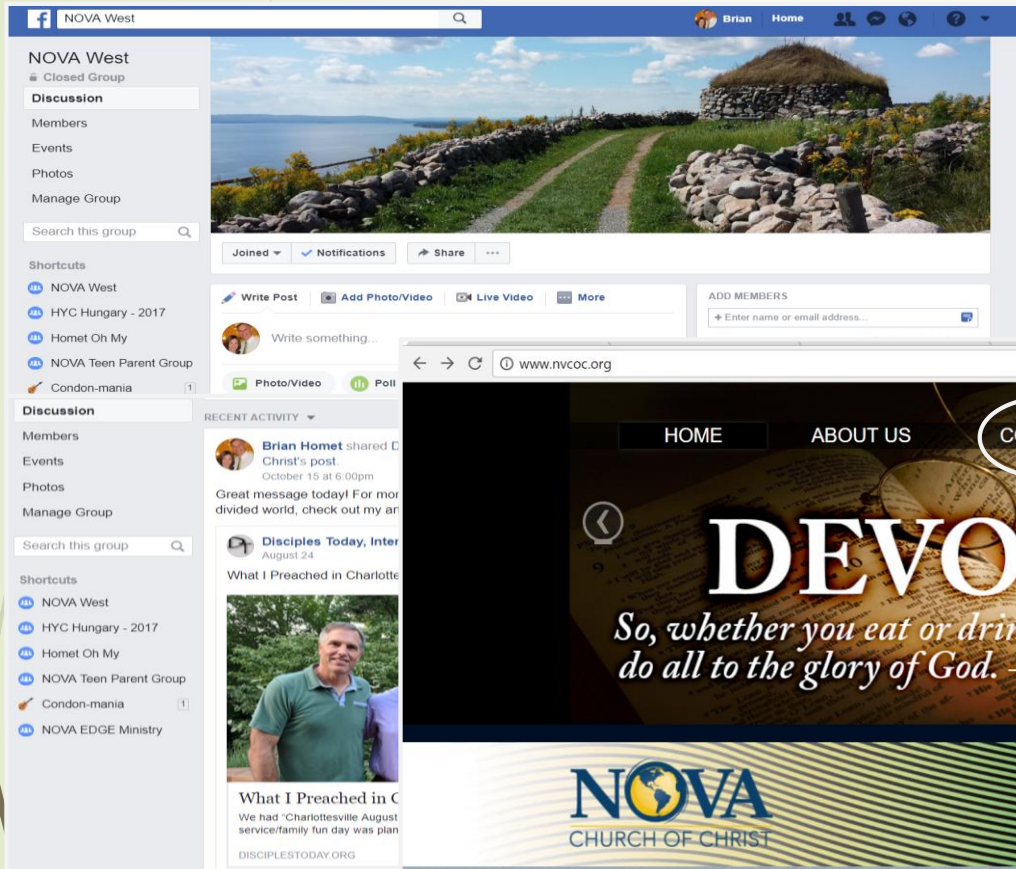 NOVA West
Brian Home
NOVA West
Closed Group
Discussion
Members
Events
Photos
Manage Group
Search this group
Shortcuts
NOVA West
HYC Hungary - 2017
Homet Oh My
NOVA Teen Parent Group
Condon-mania 1
Joined Notifications Share ...
Write Post Add Photo/Video Live Video More
Write something...
Photo/Video Poll
ADD MEMBERS
+ Enter name or email address...
Discussion
Members
Events
Photos
Manage Group
Search this group
Shortcuts
NOVA West
HYC Hungary - 2017
Homet Oh My
NOVA Teen Parent Group
Condon-mania 1
NOVA EDGE Ministry
RECENT ACTIVITY
Brian Homet shared D
Christ's post.
October 15 at 6:00pm
Great message today! For mor
divided world, check out my ar
Disciples Today, Inter
August 24
What I Preached in Charlotte
What I Preached in C
We had "Charlottesville August
service/family fun day was plan
DISCIPLESTODAY.ORG
www.nvcoc.org
HOME ABOUT US CO
DEVO
So, whether you eat or drin
do all to the glory of God. -
NOVA
CHURCH OF CHRIST